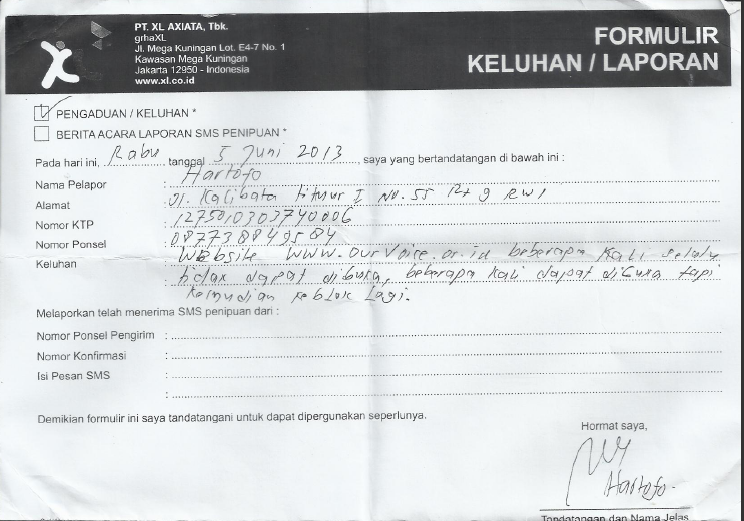 PT. XL AXIATA, Tbk.
grhaXL
Jl. Mega Kuningan Lot. E4-7 No. 1
Kawasan Mega Kuningan
Jakarta 12950 - Indonesia
www.xl.co.id
FORMULIR
KELUHAN / LAPORAN
PENGADUAN / KELUHAN *
BERITA ACARA LAPORAN SMS PENIPUAN *
Pada hari ini, Rabu, tanggal 5 Juni 2013, saya yang bertandatangan di bawah ini :
Nama Pelapor : Hartoyo
Alamat : Jl. Kalibata timur I No. 55 Rt 9 RW 1
Nomor KTP : 1275010303740006
Nomor Ponsel : 087738849584
Keluhan : Website www.ourvoice.or.id beberapa kali selalu
tidak dapat dibuka, beberapa kali dapat dibuka tapi
kemudian keblok lagi.
Melaporkan telah menerima SMS penipuan dari :
Nomor Ponsel Pengirim :
Nomor Konfirmasi :
Isi Pesan SMS :
:
Demikian formulir ini saya tandatangani untuk dapat dipergunakan seperlunya.
Hormat saya,
Hartoyo
Tandatangan dan Nama Jelas